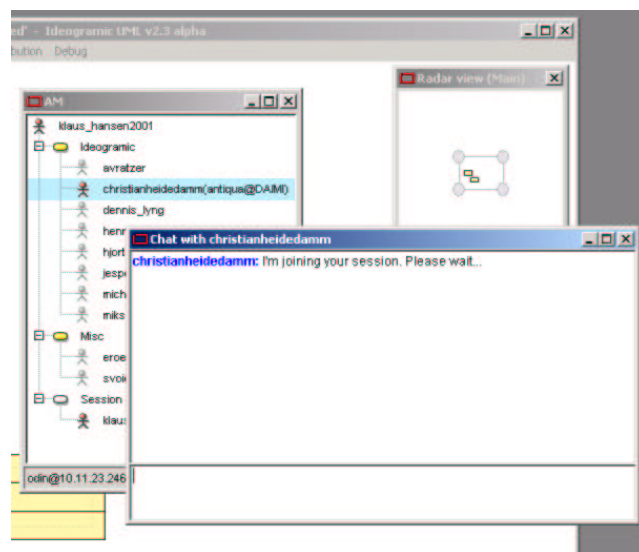 ed' - Ideogramic UML v2.3 alpha
bution Debug
Radar view (Main)
AM
klaus_hansen2001
Ideogramic
avratzer
christianheidedamm(antiqua@DAIMI)
dennis_lyng
henr
hjort
jesp
mich
miks
Misc
eroe
svoi
Session
klau
odin@10.11.23.246
Chat with christianheidedamm
christianheidedamm: I'm joining your session. Please wait...